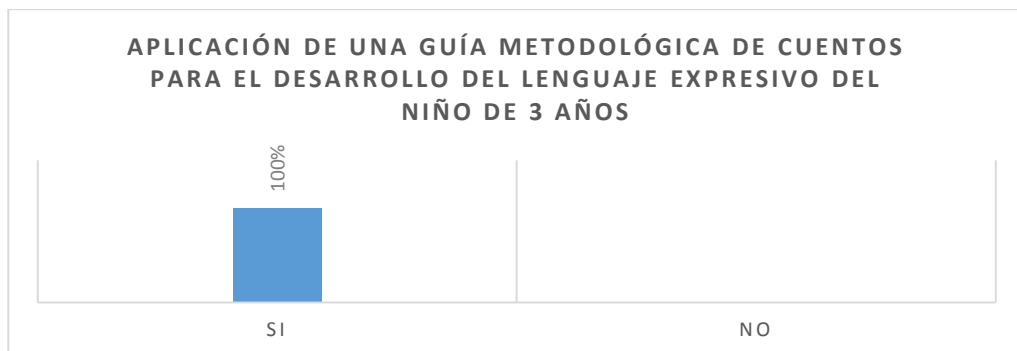 APLICACIÓN DE UNA GUÍA METODOLÓGICA DE CUENTOS
PARA EL DESARROLLO DEL LENGUAJE EXPRESIVO DEL
NIÑO DE 3 AÑOS
100%
SI
NO